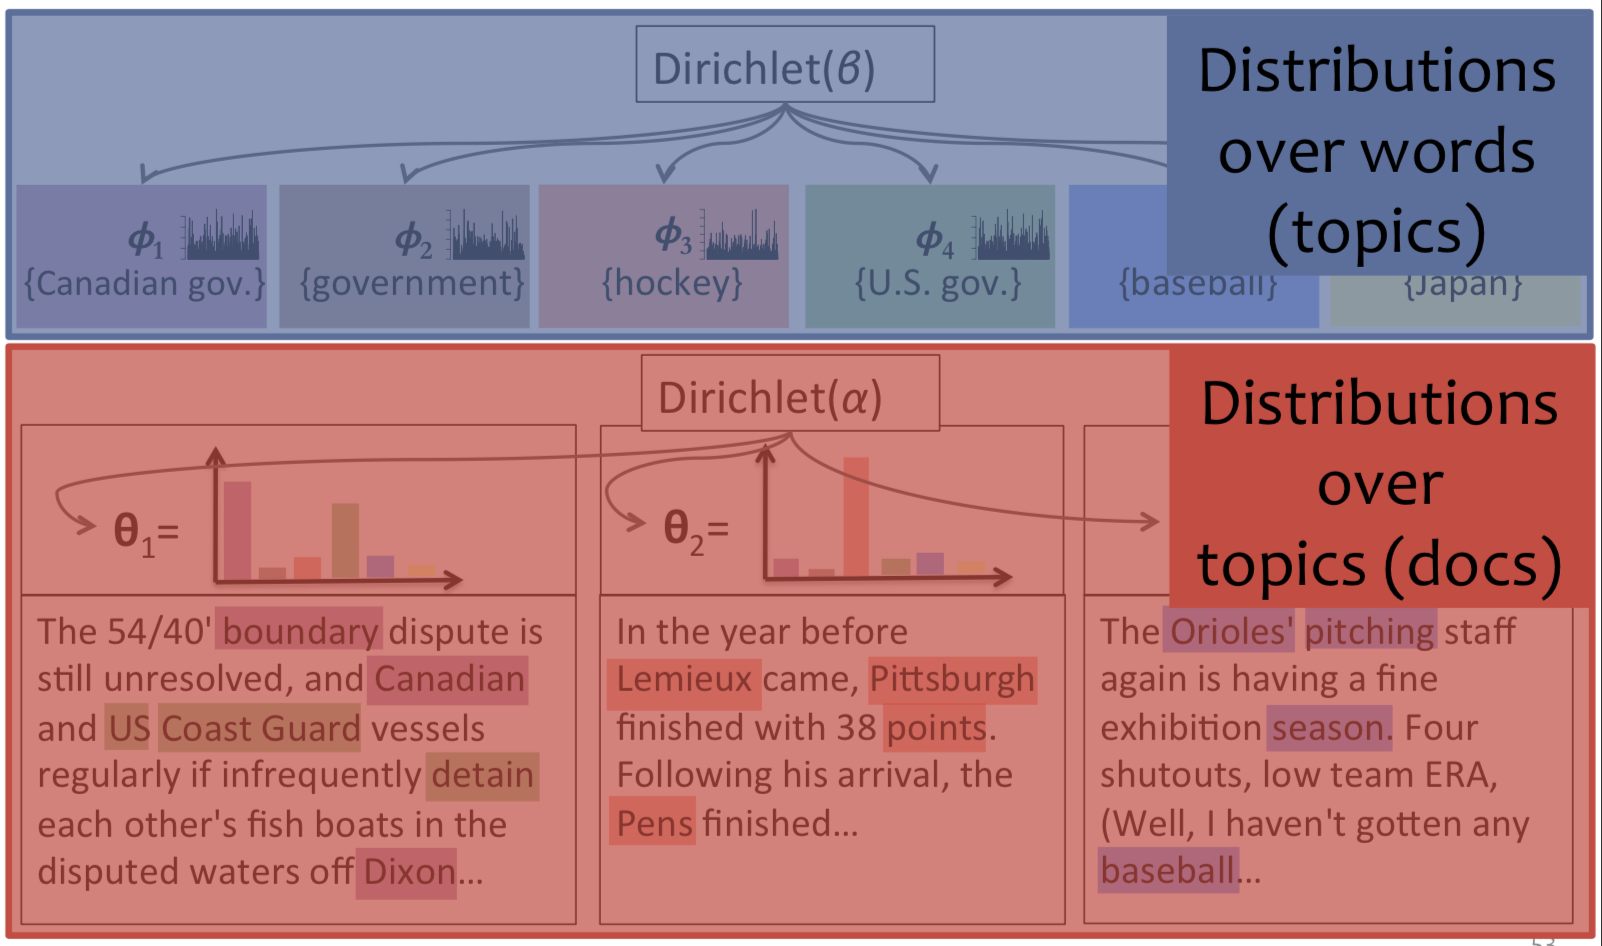 Dirichlet(β)
Distributions
over words
(topics)
ϕ1
ϕ2
ϕ3
ϕ4
{Canadian gov.}
{government}
{hockey}
{U.S. gov.}
{baseball}
{Japan}
Dirichlet(α)
Distributions
over
topics (docs)
θ1=
θ2=
The 54/40' boundary dispute is
still unresolved, and Canadian
and US Coast Guard vessels
regularly if infrequently detain
each other's fish boats in the
disputed waters off Dixon...
In the year before
Lemieux came, Pittsburgh
finished with 38 points.
Following his arrival, the
Pens finished...
The Orioles' pitching staff
again is having a fine
exhibition season. Four
shutouts, low team ERA,
(Well, I haven't gotten any
baseball...